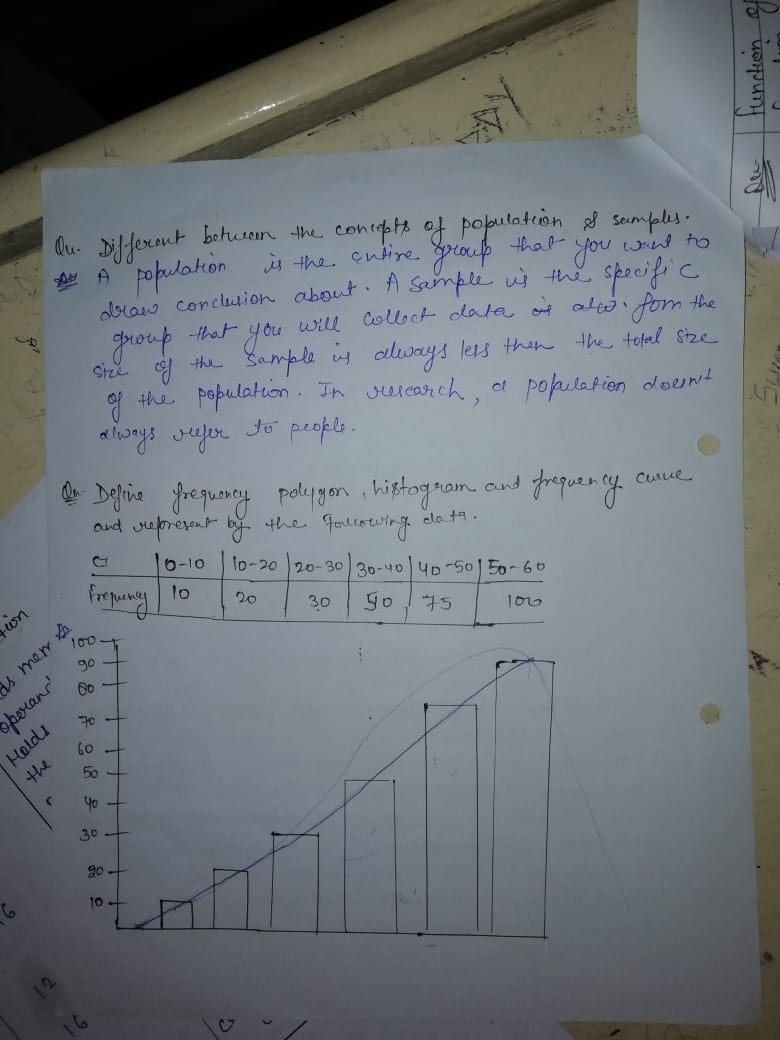 Qu. Different between the concepts of population & samples.
Ans A population is the entire group that you want to
draw conclusion about. A sample is the specific
group that you will collect data is also. fom the
size of the sample is always less then the total size
of the population. In research, a population doesn't
always refer to people.
Qu. Define frequency polygon, histogram and frequency curve
and represent by the following data.
CI 0-10 10-20 20-30 30-40 40-50 50-60
frequency 10 20 30 50 75 100
100
90
80
70
60
50
40
30
20
10
function of
tion
ds mem
operand
Holds
the
16
12
16